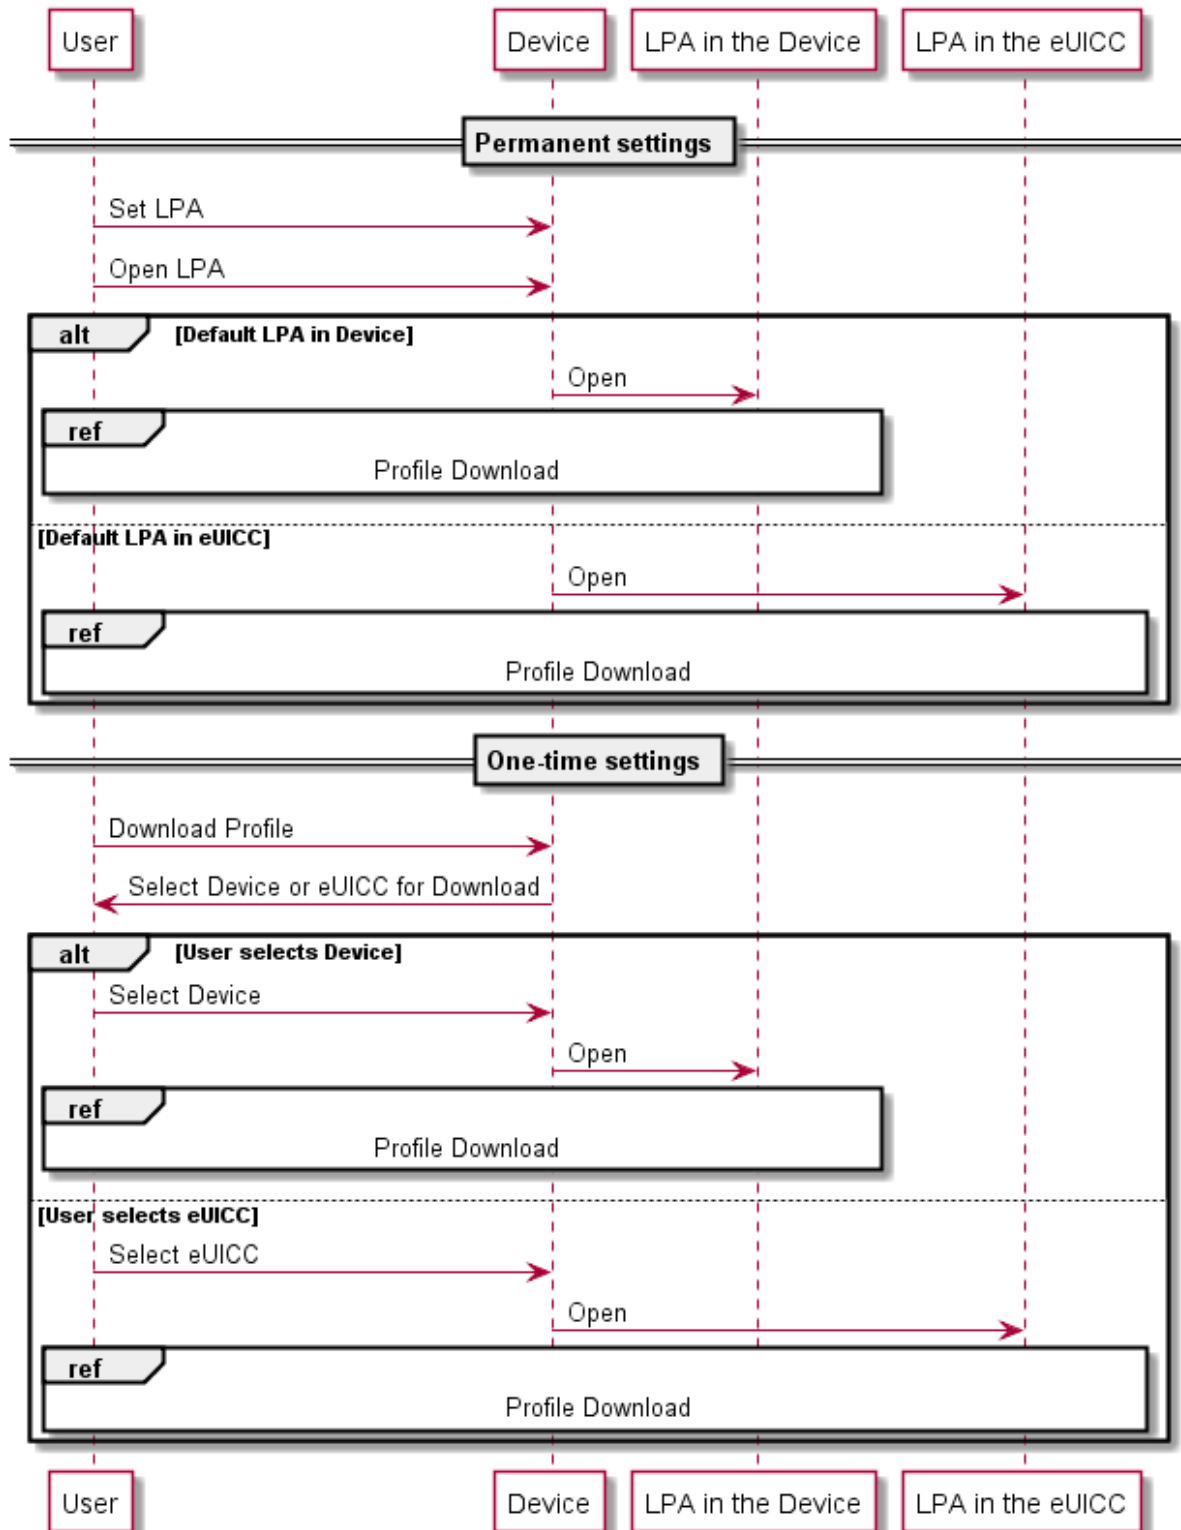 User
Device
LPA in the Device
LPA in the eUICC
Permanent settings
Set LPA
Open LPA
alt
[Default LPA in Device]
Open
ref
Profile Download
[Default LPA in eUICC]
Open
ref
Profile Download
One-time settings
Download Profile
Select Device or eUICC for Download
alt
[User selects Device]
Select Device
Open
ref
Profile Download
[User selects eUICC]
Select eUICC
Open
ref
Profile Download
User
Device
LPA in the Device
LPA in the eUICC